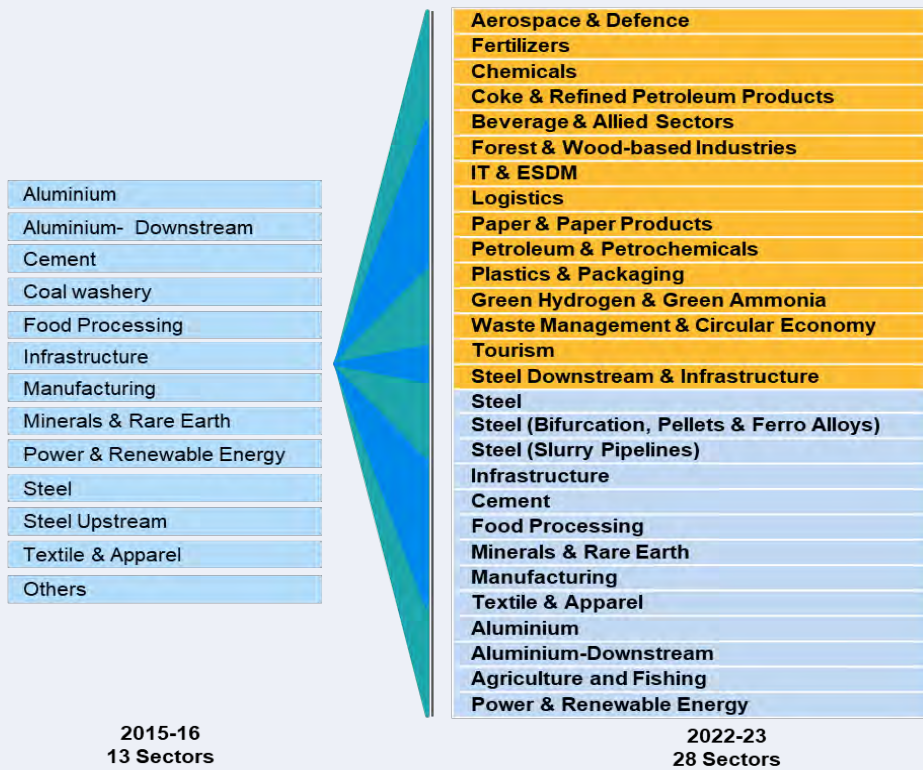 Aluminium
Aluminium- Downstream
Cement
Coal washery
Food Processing
Infrastructure
Manufacturing
Minerals & Rare Earth
Power & Renewable Energy
Steel
Steel Upstream
Textile & Apparel
Others
2015-16
13 Sectors
Aerospace & Defence
Fertilizers
Chemicals
Coke & Refined Petroleum Products
Beverage & Allied Sectors
Forest & Wood-based Industries
IT & ESDM
Logistics
Paper & Paper Products
Petroleum & Petrochemicals
Plastics & Packaging
Green Hydrogen & Green Ammonia
Waste Management & Circular Economy
Tourism
Steel Downstream & Infrastructure
Steel
Steel (Bifurcation, Pellets & Ferro Alloys)
Steel (Slurry Pipelines)
Infrastructure
Cement
Food Processing
Minerals & Rare Earth
Manufacturing
Textile & Apparel
Aluminium
Aluminium-Downstream
Agriculture and Fishing
Power & Renewable Energy
2022-23
28 Sectors